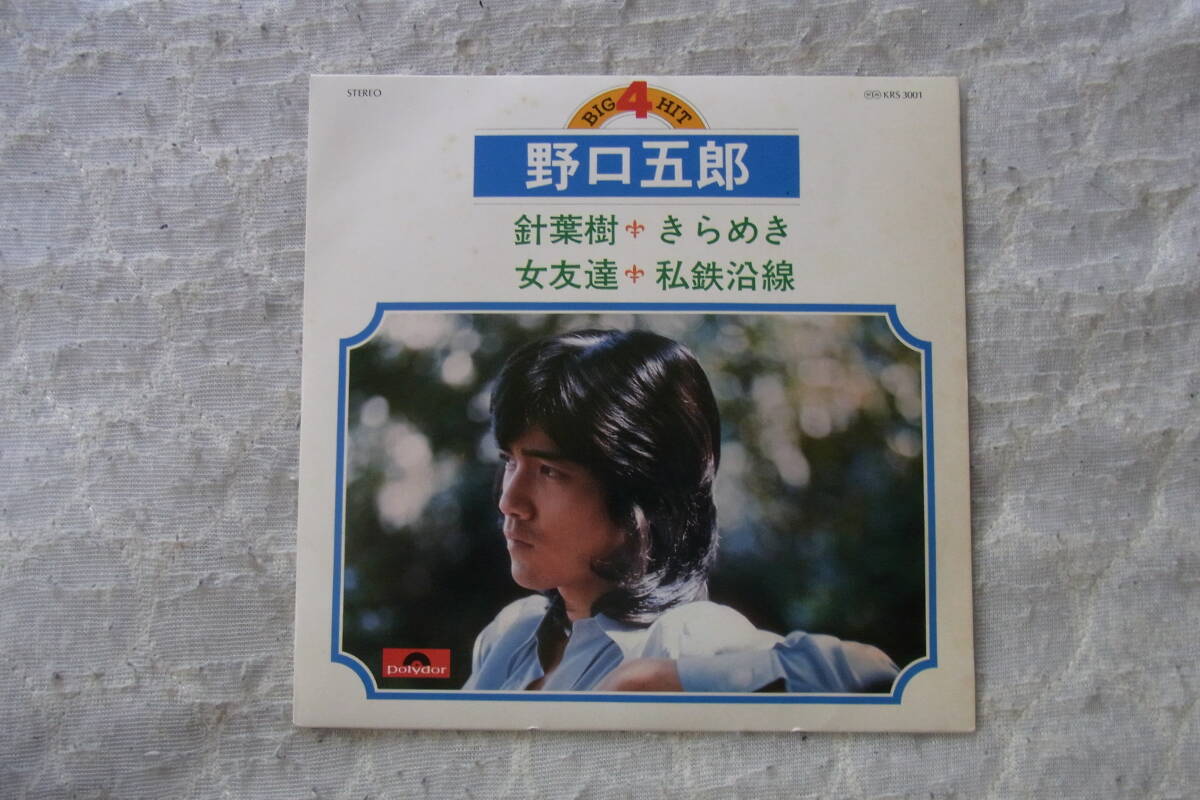 STEREO
BIG 4 HIT
KRS 3001
野口五郎
針葉樹 きらめき
女友達 私鉄沿線
Polydor